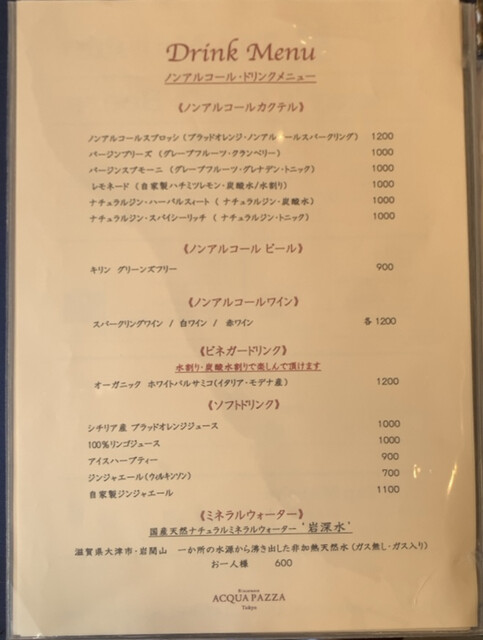 Drink Menu
ノンアルコール・ドリンクメニュー
《ノンアルコールカクテル》
ノンアルコールスプロッシ (ブラッドオレンジ・ノンアルコールスパークリング) 1200
バージンブリーズ (グレープフルーツ・クランベリー) 1000
バージンスプモーニ (グレープフルーツ・グレナデン・トニック) 1000
レモネード (自家製ハチミツレモン・炭酸水/水割り) 1000
ナチュラルジン・ハーバルスィート ( ナチュラルジン・炭酸水) 1000
ナチュラルジン・スパイシーリッチ ( ナチュラルジン・トニック) 1000
《ノンアルコール ビール》
キリン グリーンズフリー 900
《ノンアルコールワイン》
スパークリングワイン / 白ワイン / 赤ワイン 各 1200
《ビネガードリンク》
水割り・炭酸水割りで楽しんで頂けます
オーガニック ホワイトバルサミコ(イタリア・モデナ産) 1200
《ソフトドリンク》
シチリア産 ブラッドオレンジジュース 1000
100%リンゴジュース 1000
アイスハーブティー 900
ジンジャエール(ウィルキンソン) 700
自家製ジンジャエール 1100
《ミネラルウォーター》
国産天然ナチュラルミネラルウォーター '岩深水'
滋賀県大津市・岩間山 一か所の水源から湧き出した非加熱天然水 (ガス無し・ガス入り)
お一人様 600
ACQUA PAZZA
Tokyo